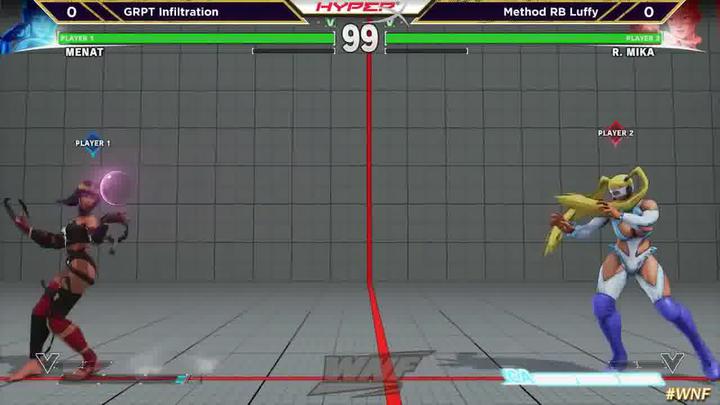 0 GRPT Infiltration HYPER Method RB Luffy 0
PLAYER 1 99 PLAYER 2
MENAT R. MIKA
PLAYER 1
PLAYER 2
V WNF CA V
#WNF